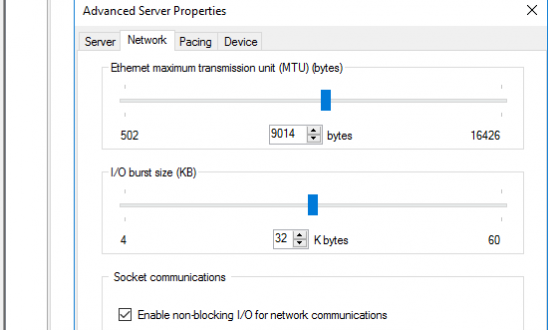 Advanced Server Properties
Server Network Pacing Device
Ethernet maximum transmission unit (MTU) (bytes)
502 9014 bytes 16426
I/O burst size (KB)
4 32 K bytes 60
Socket communications
Enable non-blocking I/O for network communications